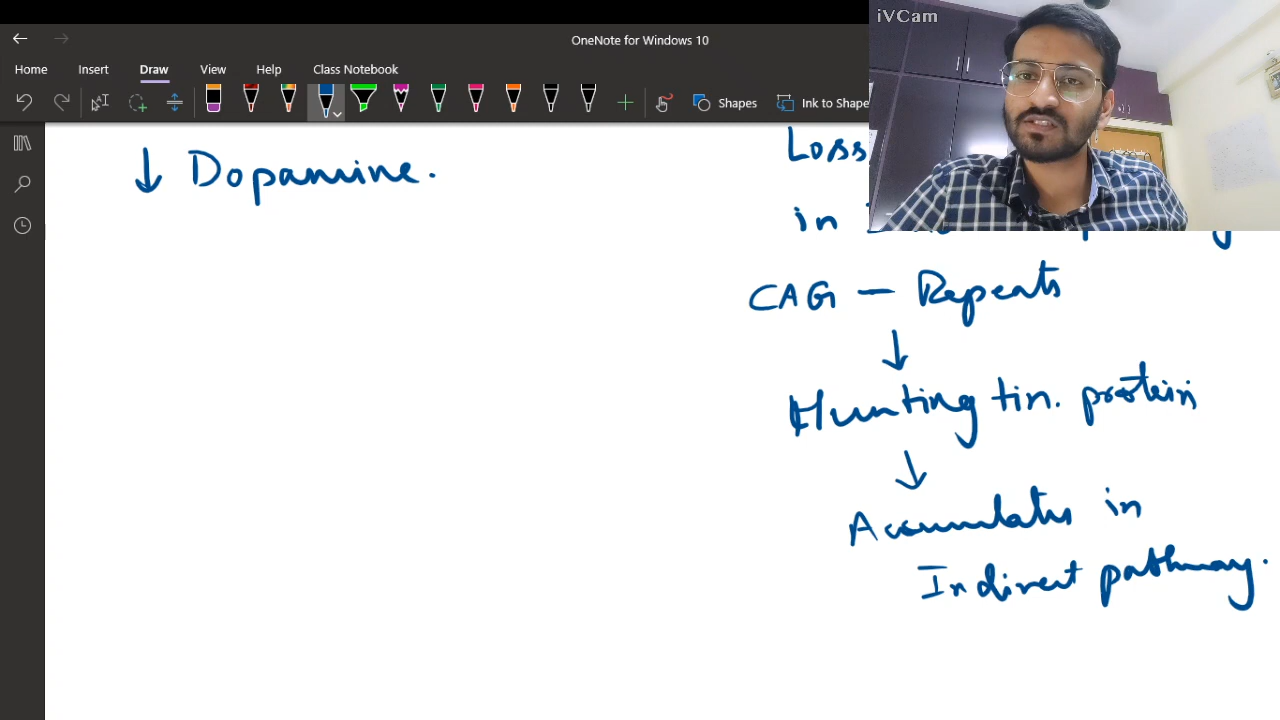 iVCam
OneNote for Windows 10
Home Insert Draw View Help Class Notebook
Shapes Ink to Shape
↓ Dopamine.
Loss
in
CAG — Repeats
↓
Huntingtin. protein
↓
Accumulates in
Indirect pathway.